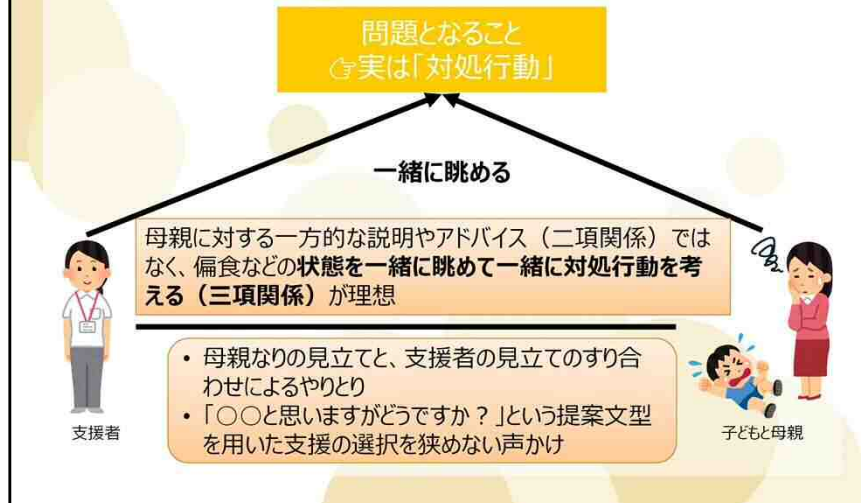 問題となること
☞実は「対処行動」
一緒に眺める
母親に対する一方的な説明やアドバイス（二項関係）では
なく、偏食などの状態を一緒に眺めて一緒に対処行動を考
える（三項関係）が理想
• 母親なりの見立てと、支援者の見立てのすり合
わせによるやりとり
• 「○○と思いますがどうですか？」という提案文型
を用いた支援の選択を狭めない声かけ
支援者
子どもと母親